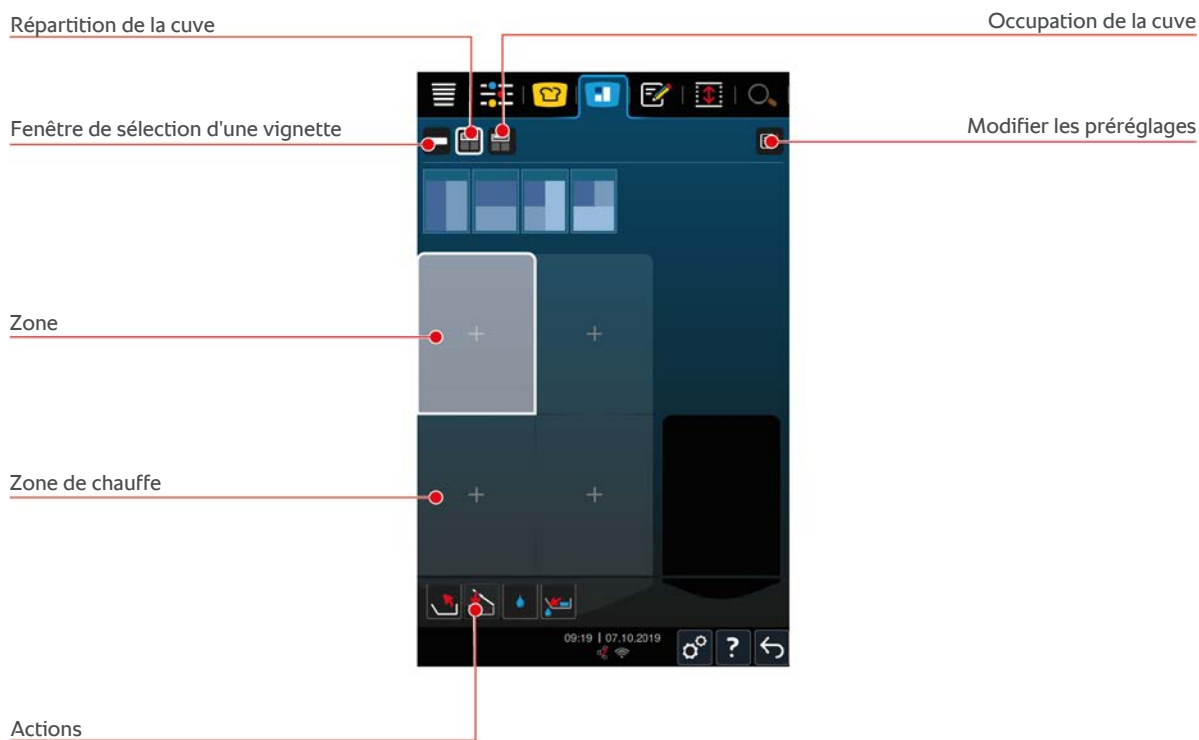 Répartition de la cuve
Occupation de la cuve
Fenêtre de sélection d'une vignette
Modifier les préréglages
Zone
Zone de chauffe
09:19 | 07.10.2019
?
Actions